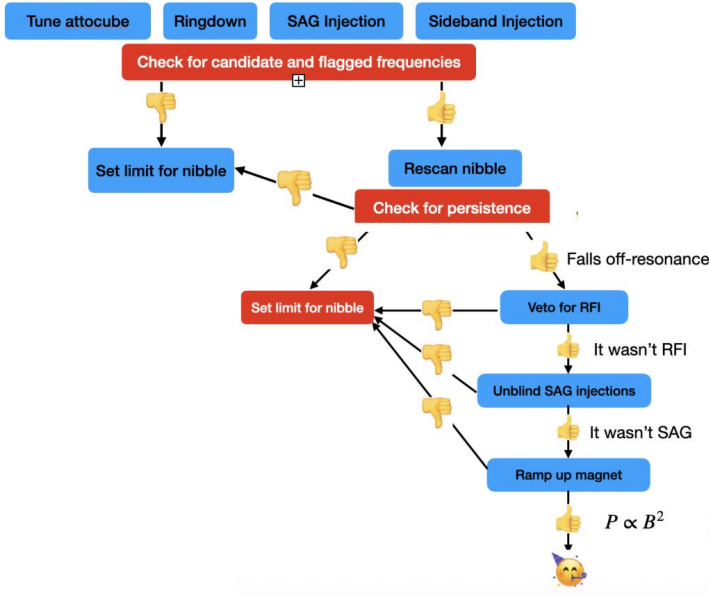 Tune attocube
Ringdown
SAG Injection
Sideband Injection
Check for candidate and flagged frequencies
Set limit for nibble
Rescan nibble
Check for persistence
Falls off-resonance
Set limit for nibble
Veto for RFI
It wasn't RFI
Unblind SAG injections
It wasn't SAG
Ramp up magnet
P ∝ B²